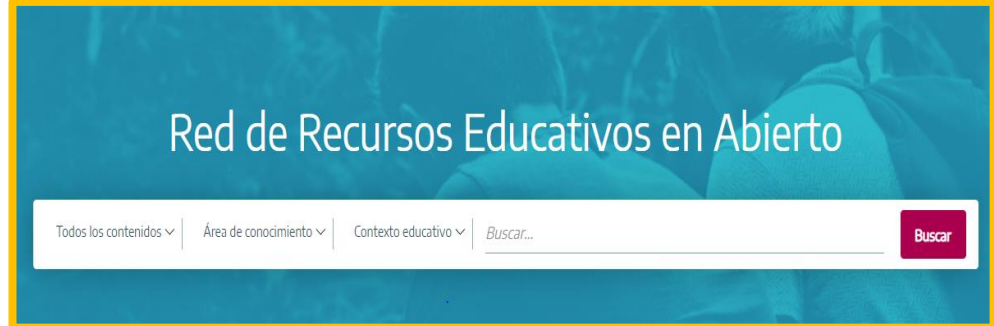 Red de Recursos Educativos en Abierto
Todos los contenidos Área de conocimiento Contexto educativo Buscar... Buscar